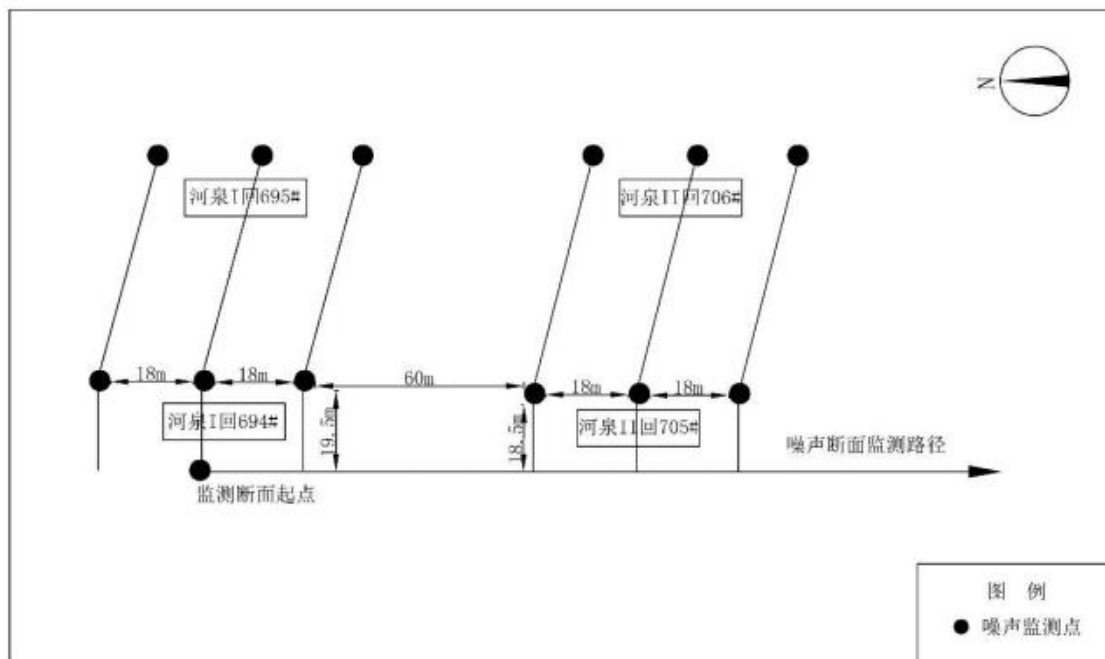 N
河泉I回695#
河泉II回706#
18m
18m
60m
18m
18m
河泉I回694#
19.5m
18.5m
河泉II回705#
噪声断面监测路径
监测断面起点
图 例
噪声监测点